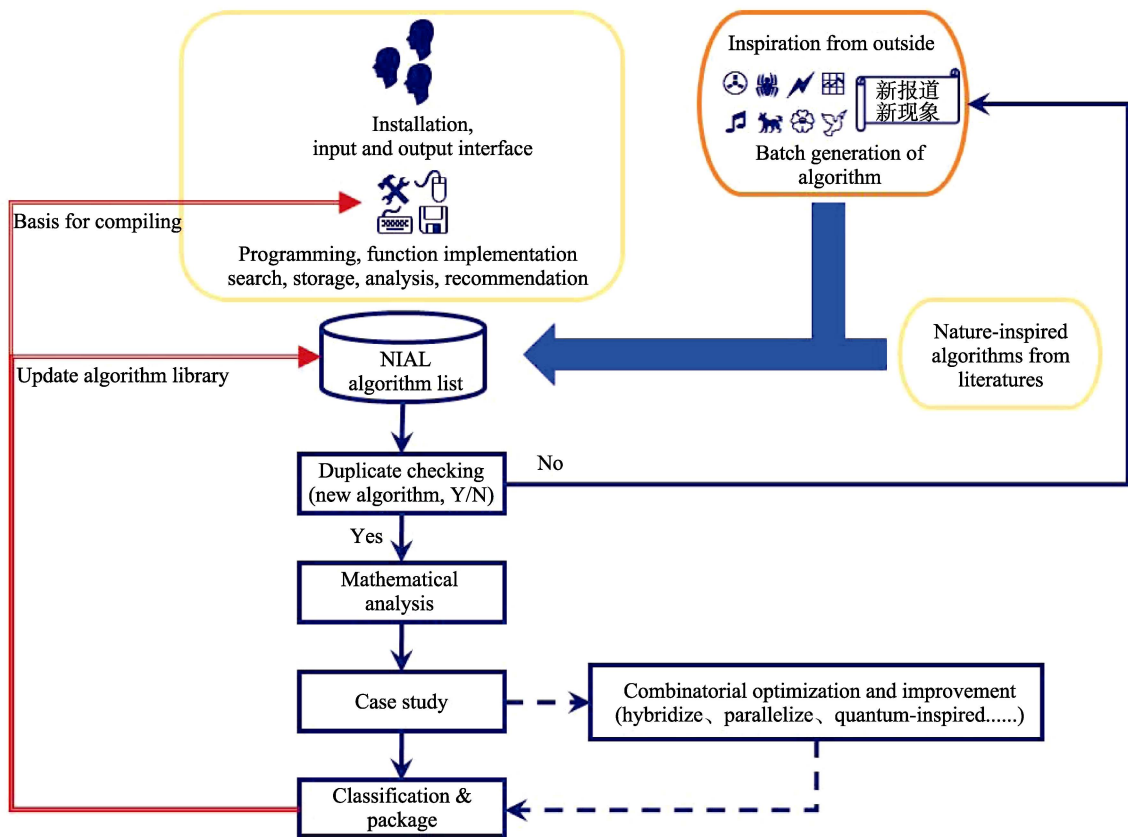 Installation,
input and output interface
Programming, function implementation
search, storage, analysis, recommendation
Inspiration from outside
新报道
新现象
Batch generation of
algorithm
Basis for compiling
Update algorithm library
NIAL
algorithm list
Nature-inspired
algorithms from
literatures
Duplicate checking
(new algorithm, Y/N)
No
Yes
Mathematical
analysis
Case study
Combinatorial optimization and improvement
(hybridize、parallelize、quantum-inspired......)
Classification &
package